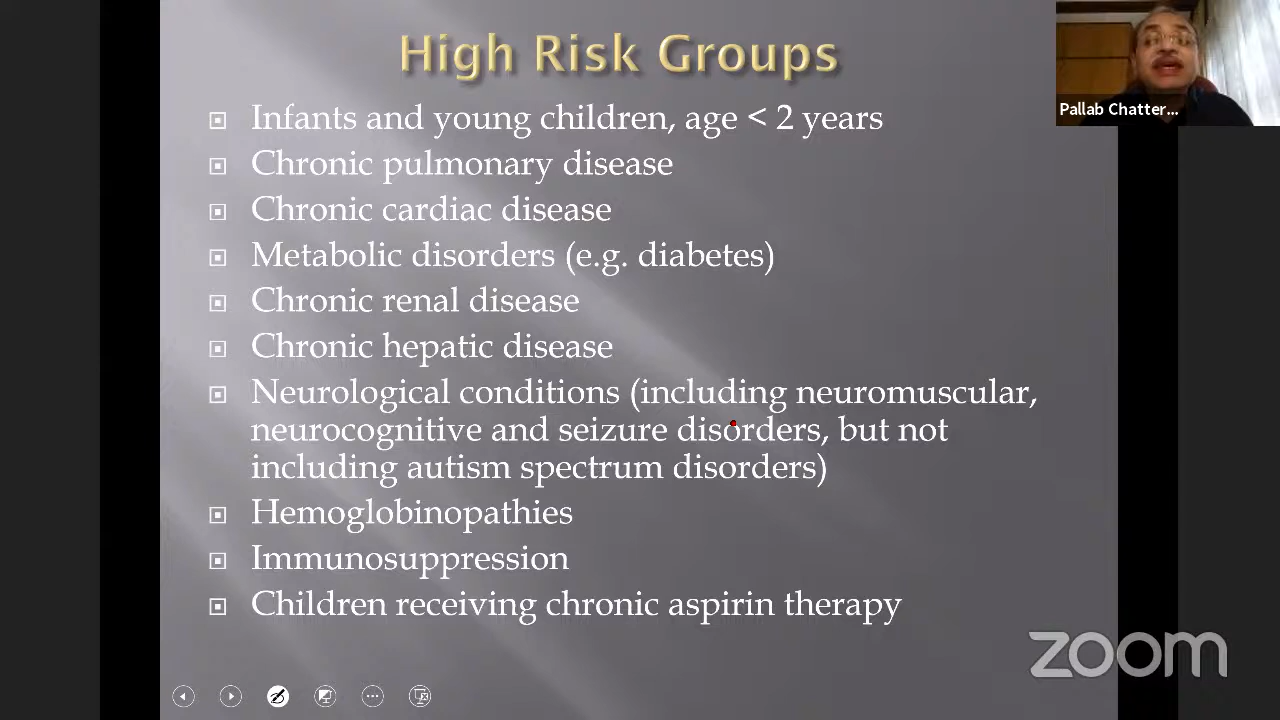 High Risk Groups
Pallab Chatter...
Infants and young children, age < 2 years
Chronic pulmonary disease
Chronic cardiac disease
Metabolic disorders (e.g. diabetes)
Chronic renal disease
Chronic hepatic disease
Neurological conditions (including neuromuscular,
neurocognitive and seizure disorders, but not
including autism spectrum disorders)
Hemoglobinopathies
Immunosuppression
Children receiving chronic aspirin therapy
zoom